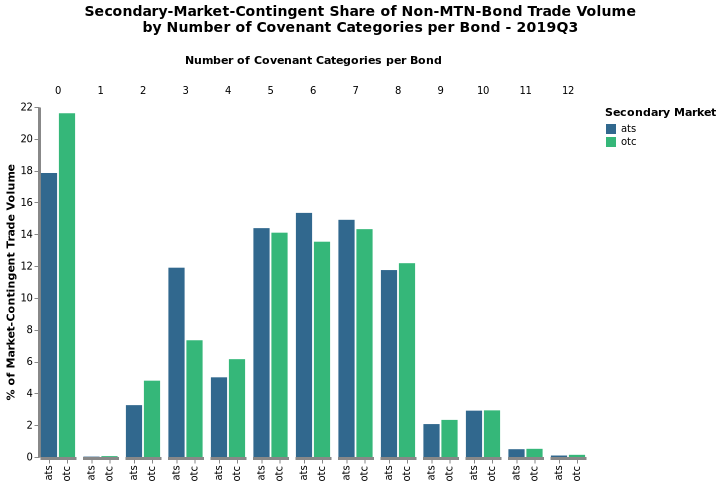 Secondary-Market-Contingent Share of Non-MTN-Bond Trade Volume
by Number of Covenant Categories per Bond - 2019Q3
Number of Covenant Categories per Bond
0 1 2 3 4 5 6 7 8 9 10 11 12
Secondary Market
ats
otc
% of Market-Contingent Trade Volume
22
20
18
16
14
12
10
8
6
4
2
0
ats otc ats otc ats otc ats otc ats otc ats otc ats otc ats otc ats otc ats otc ats otc ats otc ats otc